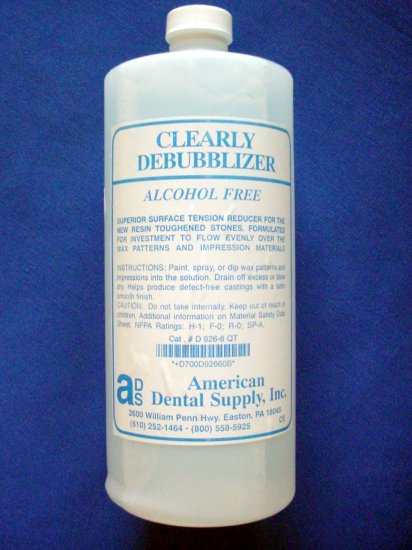 CLEARLY
DEBUBBLIZER
ALCOHOL FREE
SUPERIOR SURFACE TENSION REDUCER FOR THE
NEW RESIN TOUGHENED STONES. FORMULATED
FOR INVESTMENT TO FLOW EVENLY OVER THE
WAX PATTERNS AND IMPRESSION MATERIALS
INSTRUCTIONS: Paint, spray, or dip wax patterns and
impressions into the solution. Drain off excess or blow
dry. Helps produce defect-free castings with a satin
smooth finish.
CAUTION: Do not take internally. Keep out of reach of
children. Additional information on Material Safety Data
Sheet. NFPA Ratings: H-1; F-0; R-0; SP-A.
Cat. # D 926-6 QT
*+D700D92660B*
aDS
American
Dental Supply, Inc.
2600 William Penn Hwy. Easton, PA 18045
(610) 252-1464 • (800) 558-5925
CE